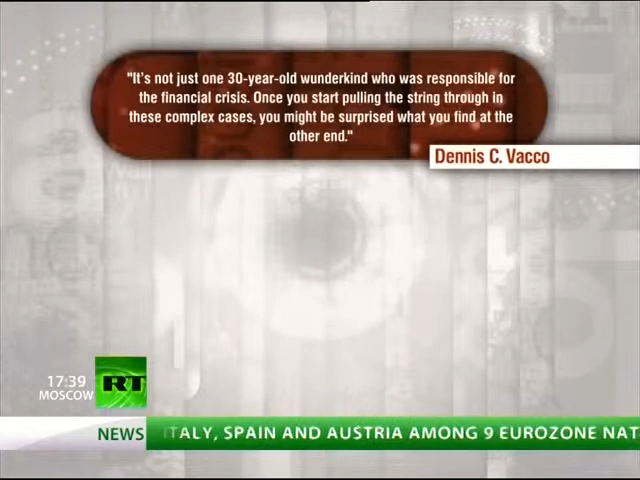 "It's not just one 30-year-old wunderkind who was responsible for
the financial crisis. Once you start pulling the string through in
these complex cases, you might be surprised what you find at the
other end."
Dennis C. Vacco
17:39
MOSCOW
RT
NEWS
ITALY, SPAIN AND AUSTRIA AMONG 9 EUROZONE NAT